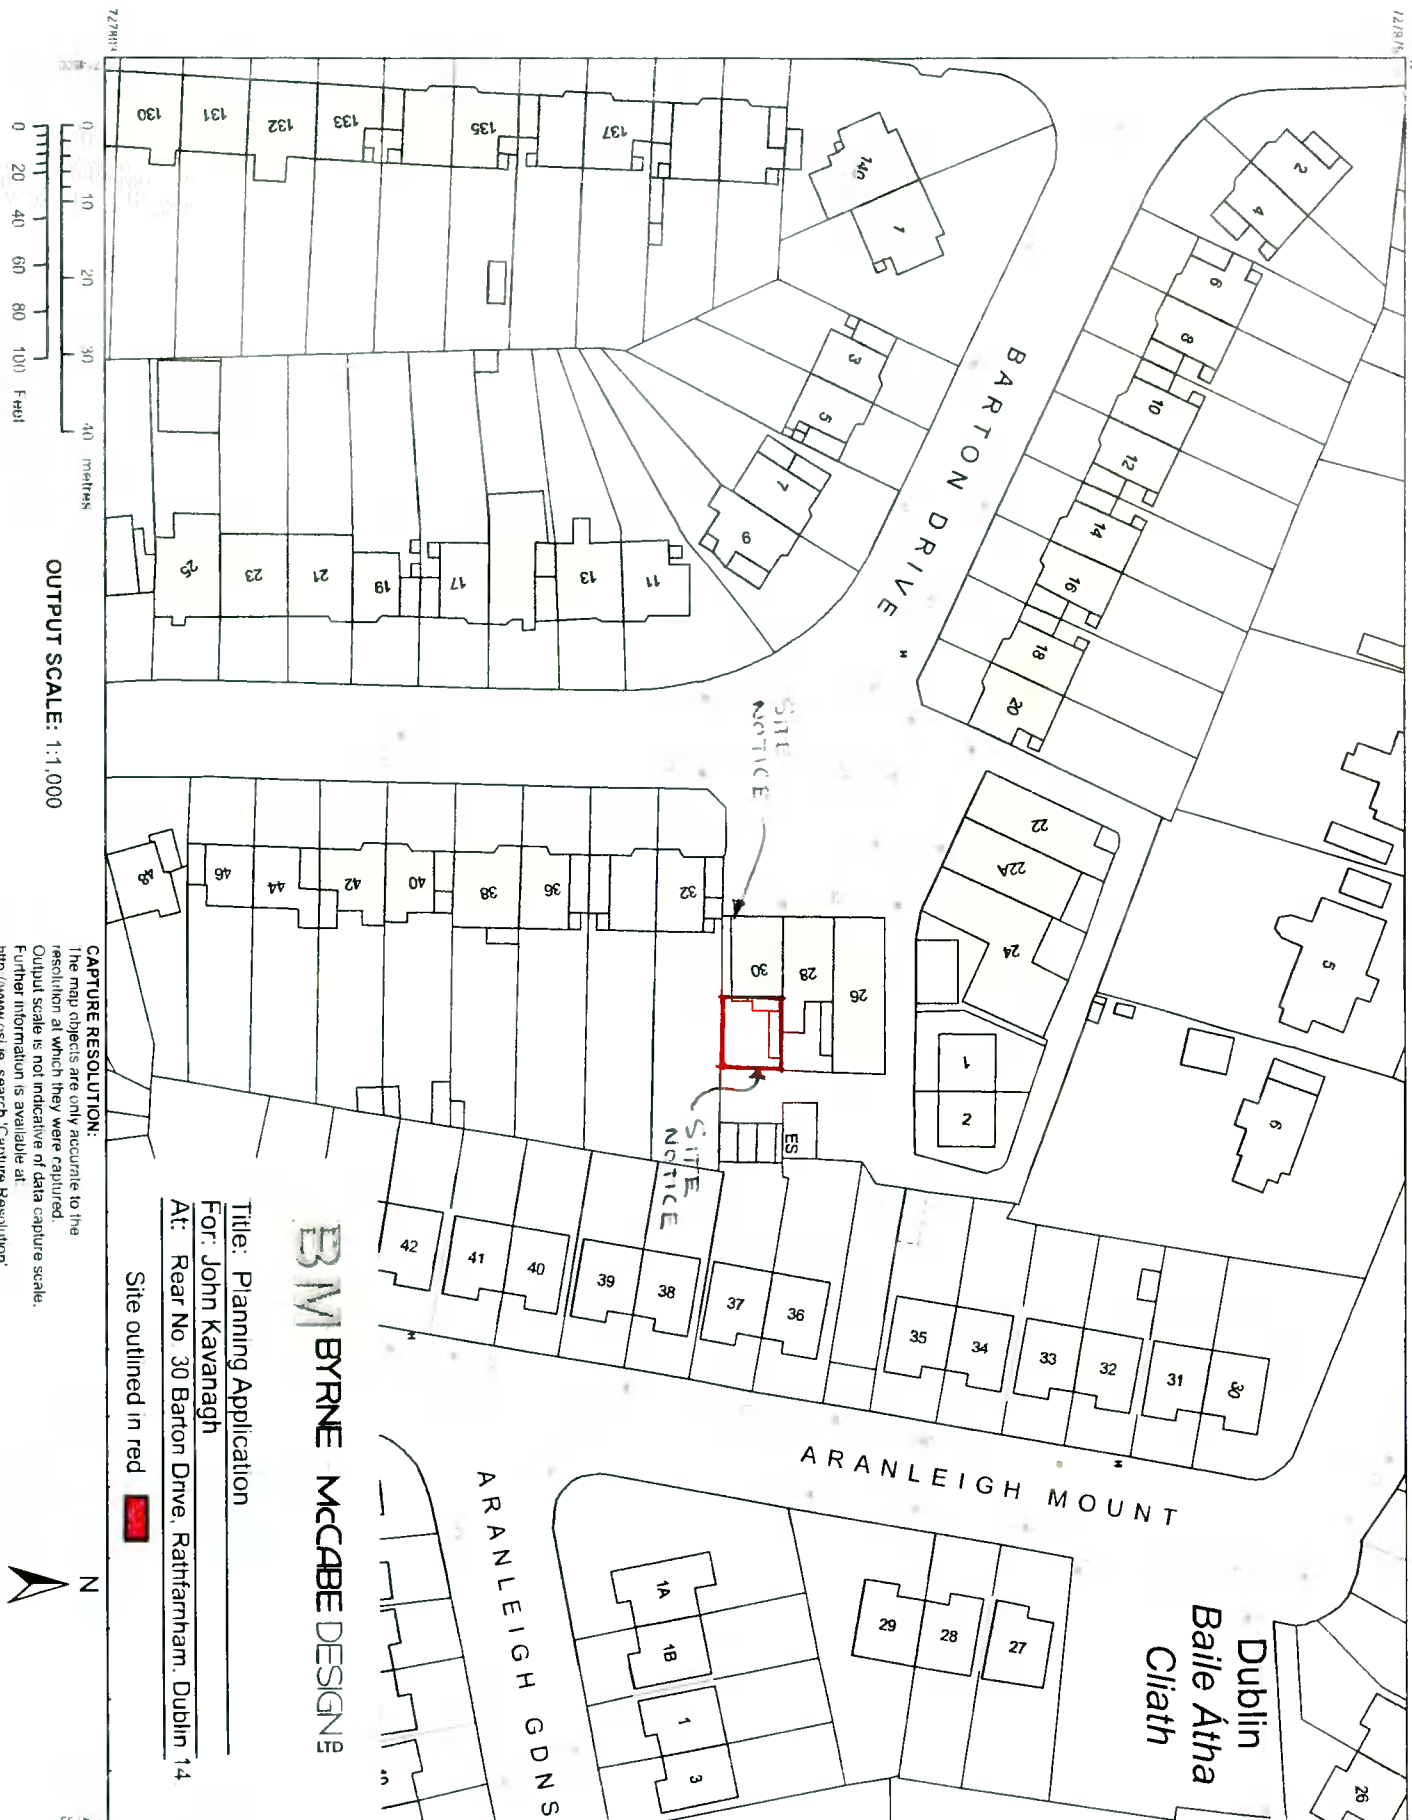 727804
130
131
132
133
135
137
140
1
2
4
6
8
10
12
14
16
18
20
3
5
7
9
11
13
17
19
21
23
25
BARTON DRIVE
22
22A
24
1
2
5
6
SITE
NOTICE
32
36
38
40
42
44
46
48
30
28
26
SITE
NOTICE
ES
42
41
40
39
38
37
36
35
34
33
32
31
30
ARANLEIGH MOUNT
ARANLEIGH GDNS
1A
1B
1
3
29
28
27
26
Dublin
Baile Átha
Cliath
0 10 20 30 40 metres
0 20 40 60 80 100 Feet
OUTPUT SCALE: 1:1,000
CAPTURE RESOLUTION:
The map objects are only accurate to the
resolution at which they were captured.
Output scale is not indicative of data capture scale.
Further information is available at:
BM BYRNE McCABE DESIGN LTD
Title: Planning Application
For: John Kavanagh
At: Rear No. 30 Barton Drive, Rathfarnham. Dublin 14.
Site outlined in red
N